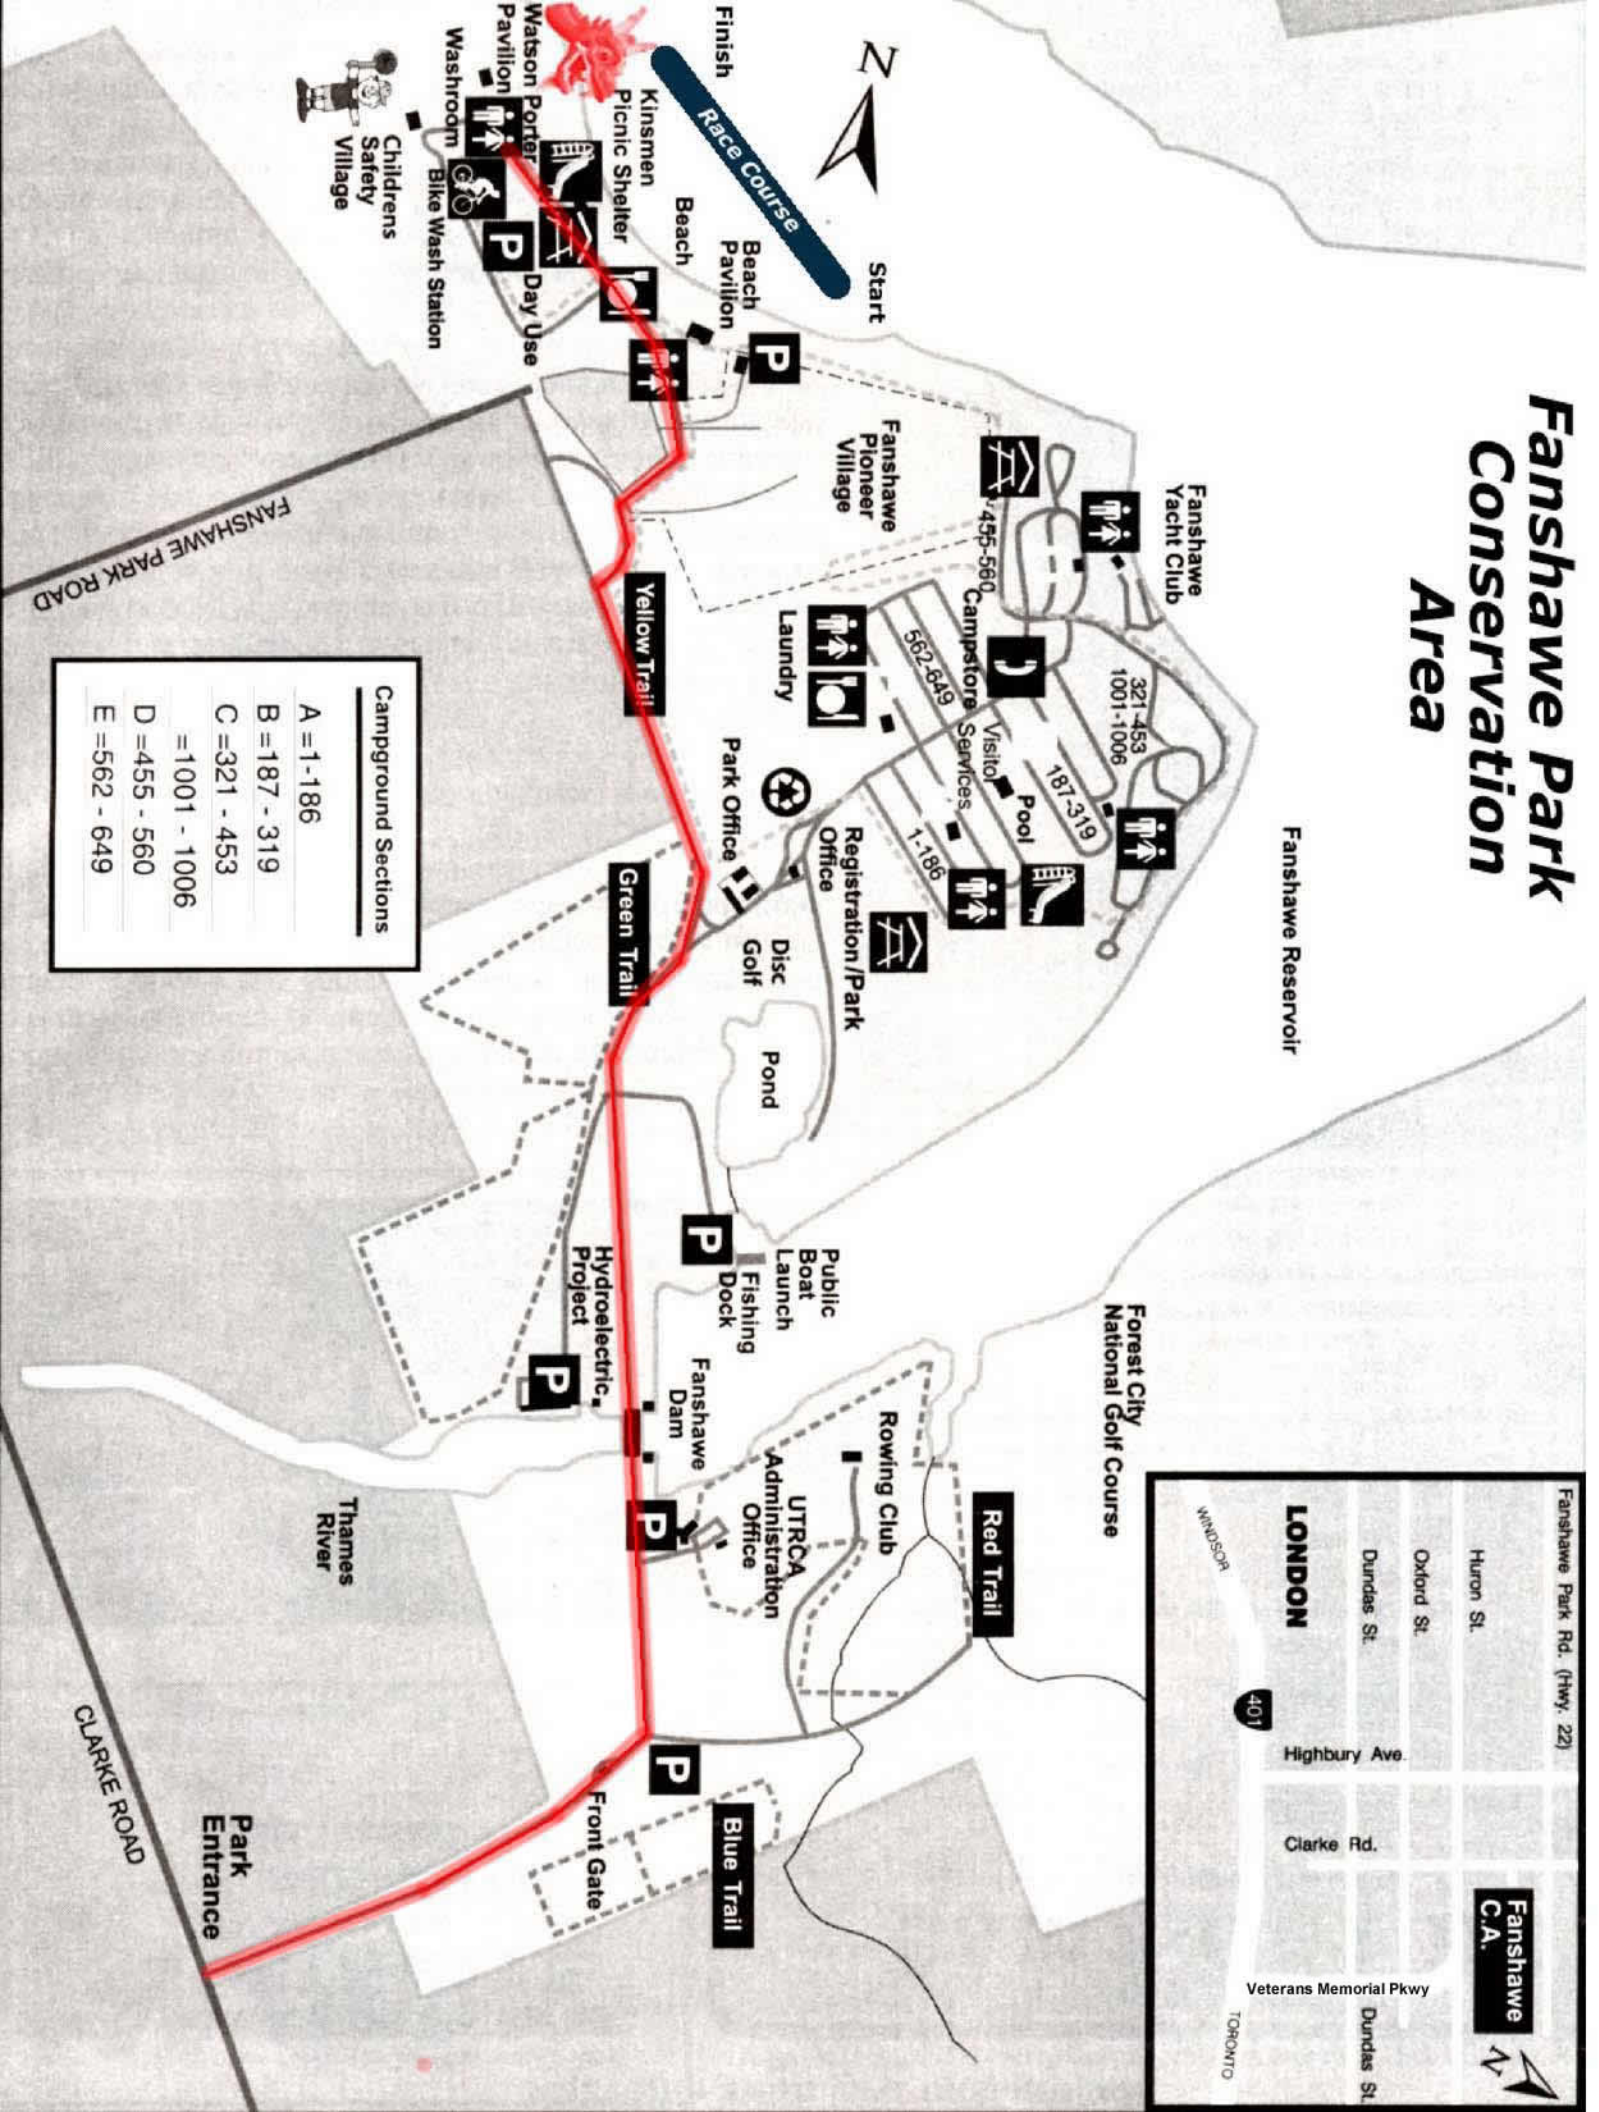 Fanshawe Park
Conservation
Area
Fanshawe Park Rd. (Hwy. 22)
Huron St.
Oxford St.
Dundas St.
LONDON
WINDSOR
401
Highbury Ave.
Clarke Rd.
Fanshawe
C.A.
Veterans Memorial Pkwy
Dundas St.
TORONTO
N
N
Finish
Race Course
Start
Watson Porter
Pavilion
Washroom
Kinsmen
Picnic Shelter
Beach
Beach
Pavilion
P
P
Day Use
Bike Wash Station
Childrens
Safety
Village
FANSHAWE PARK ROAD
Fanshawe
Pioneer
Village
Fanshawe
Yacht Club
455-560
Campstore
562-649
Laundry
321-453
1001-1006
187-319
Visitor
Services
Pool
1-186
Fanshawe Reservoir
Yellow Trail
Park Office
Registration/Park
Office
Disc
Golf
Green Trail
Pond
Campground Sections
A =1-186
B =187 - 319
C =321 - 453
=1001 - 1006
D =455 - 560
E =562 - 649
P
Public
Boat
Launch
Fishing
Dock
Hydroelectric
Project
P
Fanshawe
Dam
Forest City
National Golf Course
Rowing Club
UTRCA
Administration
Office
P
Red Trail
Thames
River
P
Blue Trail
Front Gate
Park
Entrance
CLARKE ROAD